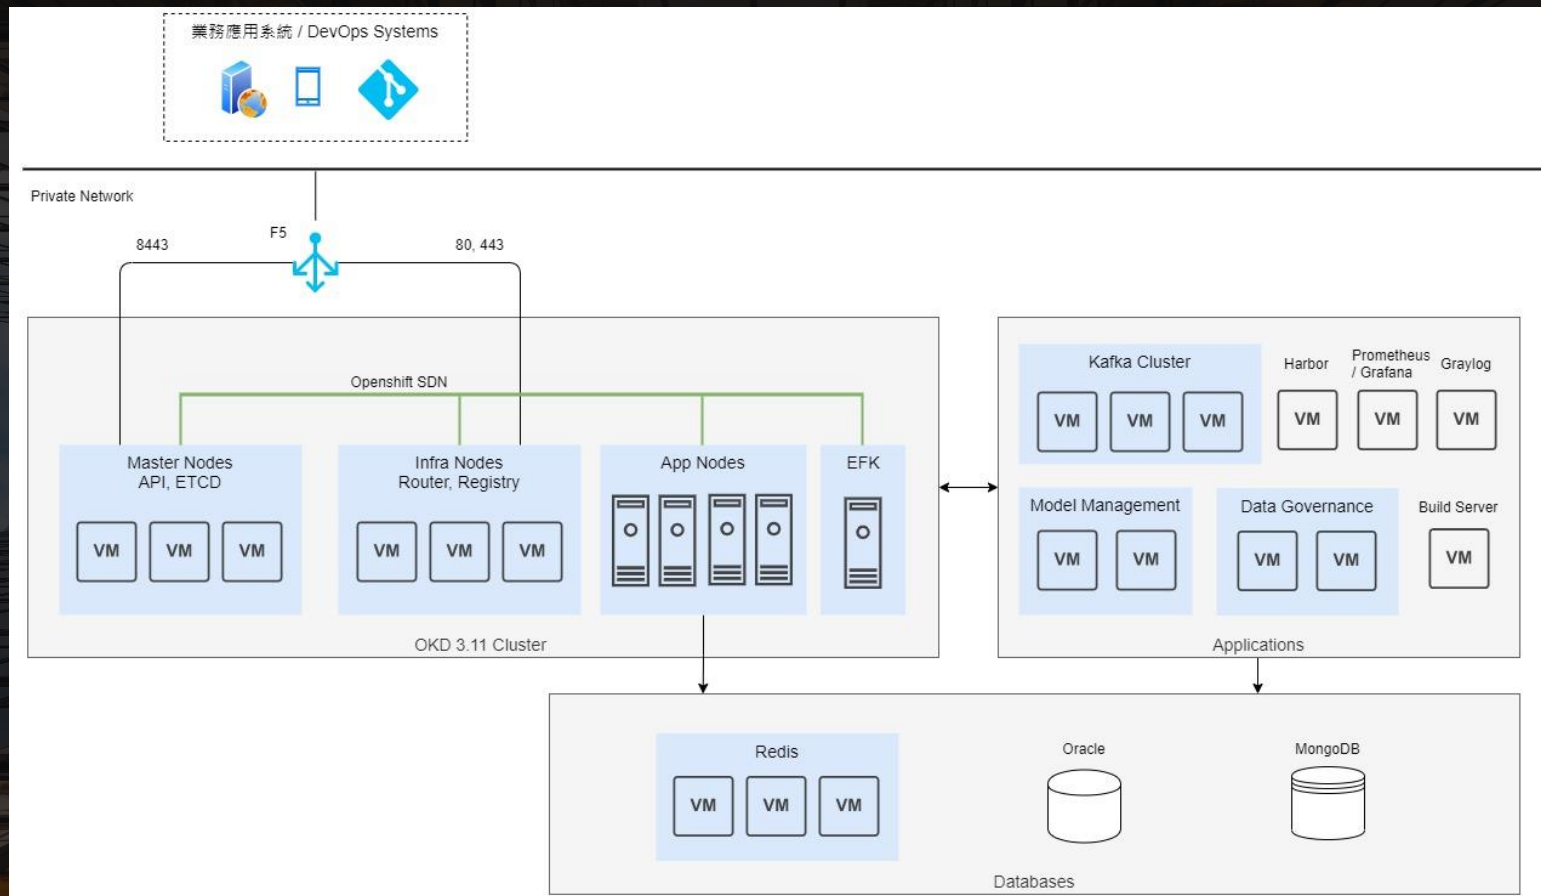 業務應用系統 / DevOps Systems
Private Network
F5
8443
80, 443
Openshift SDN
Master Nodes
API, ETCD
VM
VM
VM
Infra Nodes
Router, Registry
VM
VM
VM
App Nodes
EFK
OKD 3.11 Cluster
Kafka Cluster
VM
VM
VM
Harbor
VM
Prometheus
/ Grafana
VM
Graylog
VM
Model Management
VM
VM
Data Governance
VM
VM
Build Server
VM
Applications
Redis
VM
VM
VM
Oracle
MongoDB
Databases